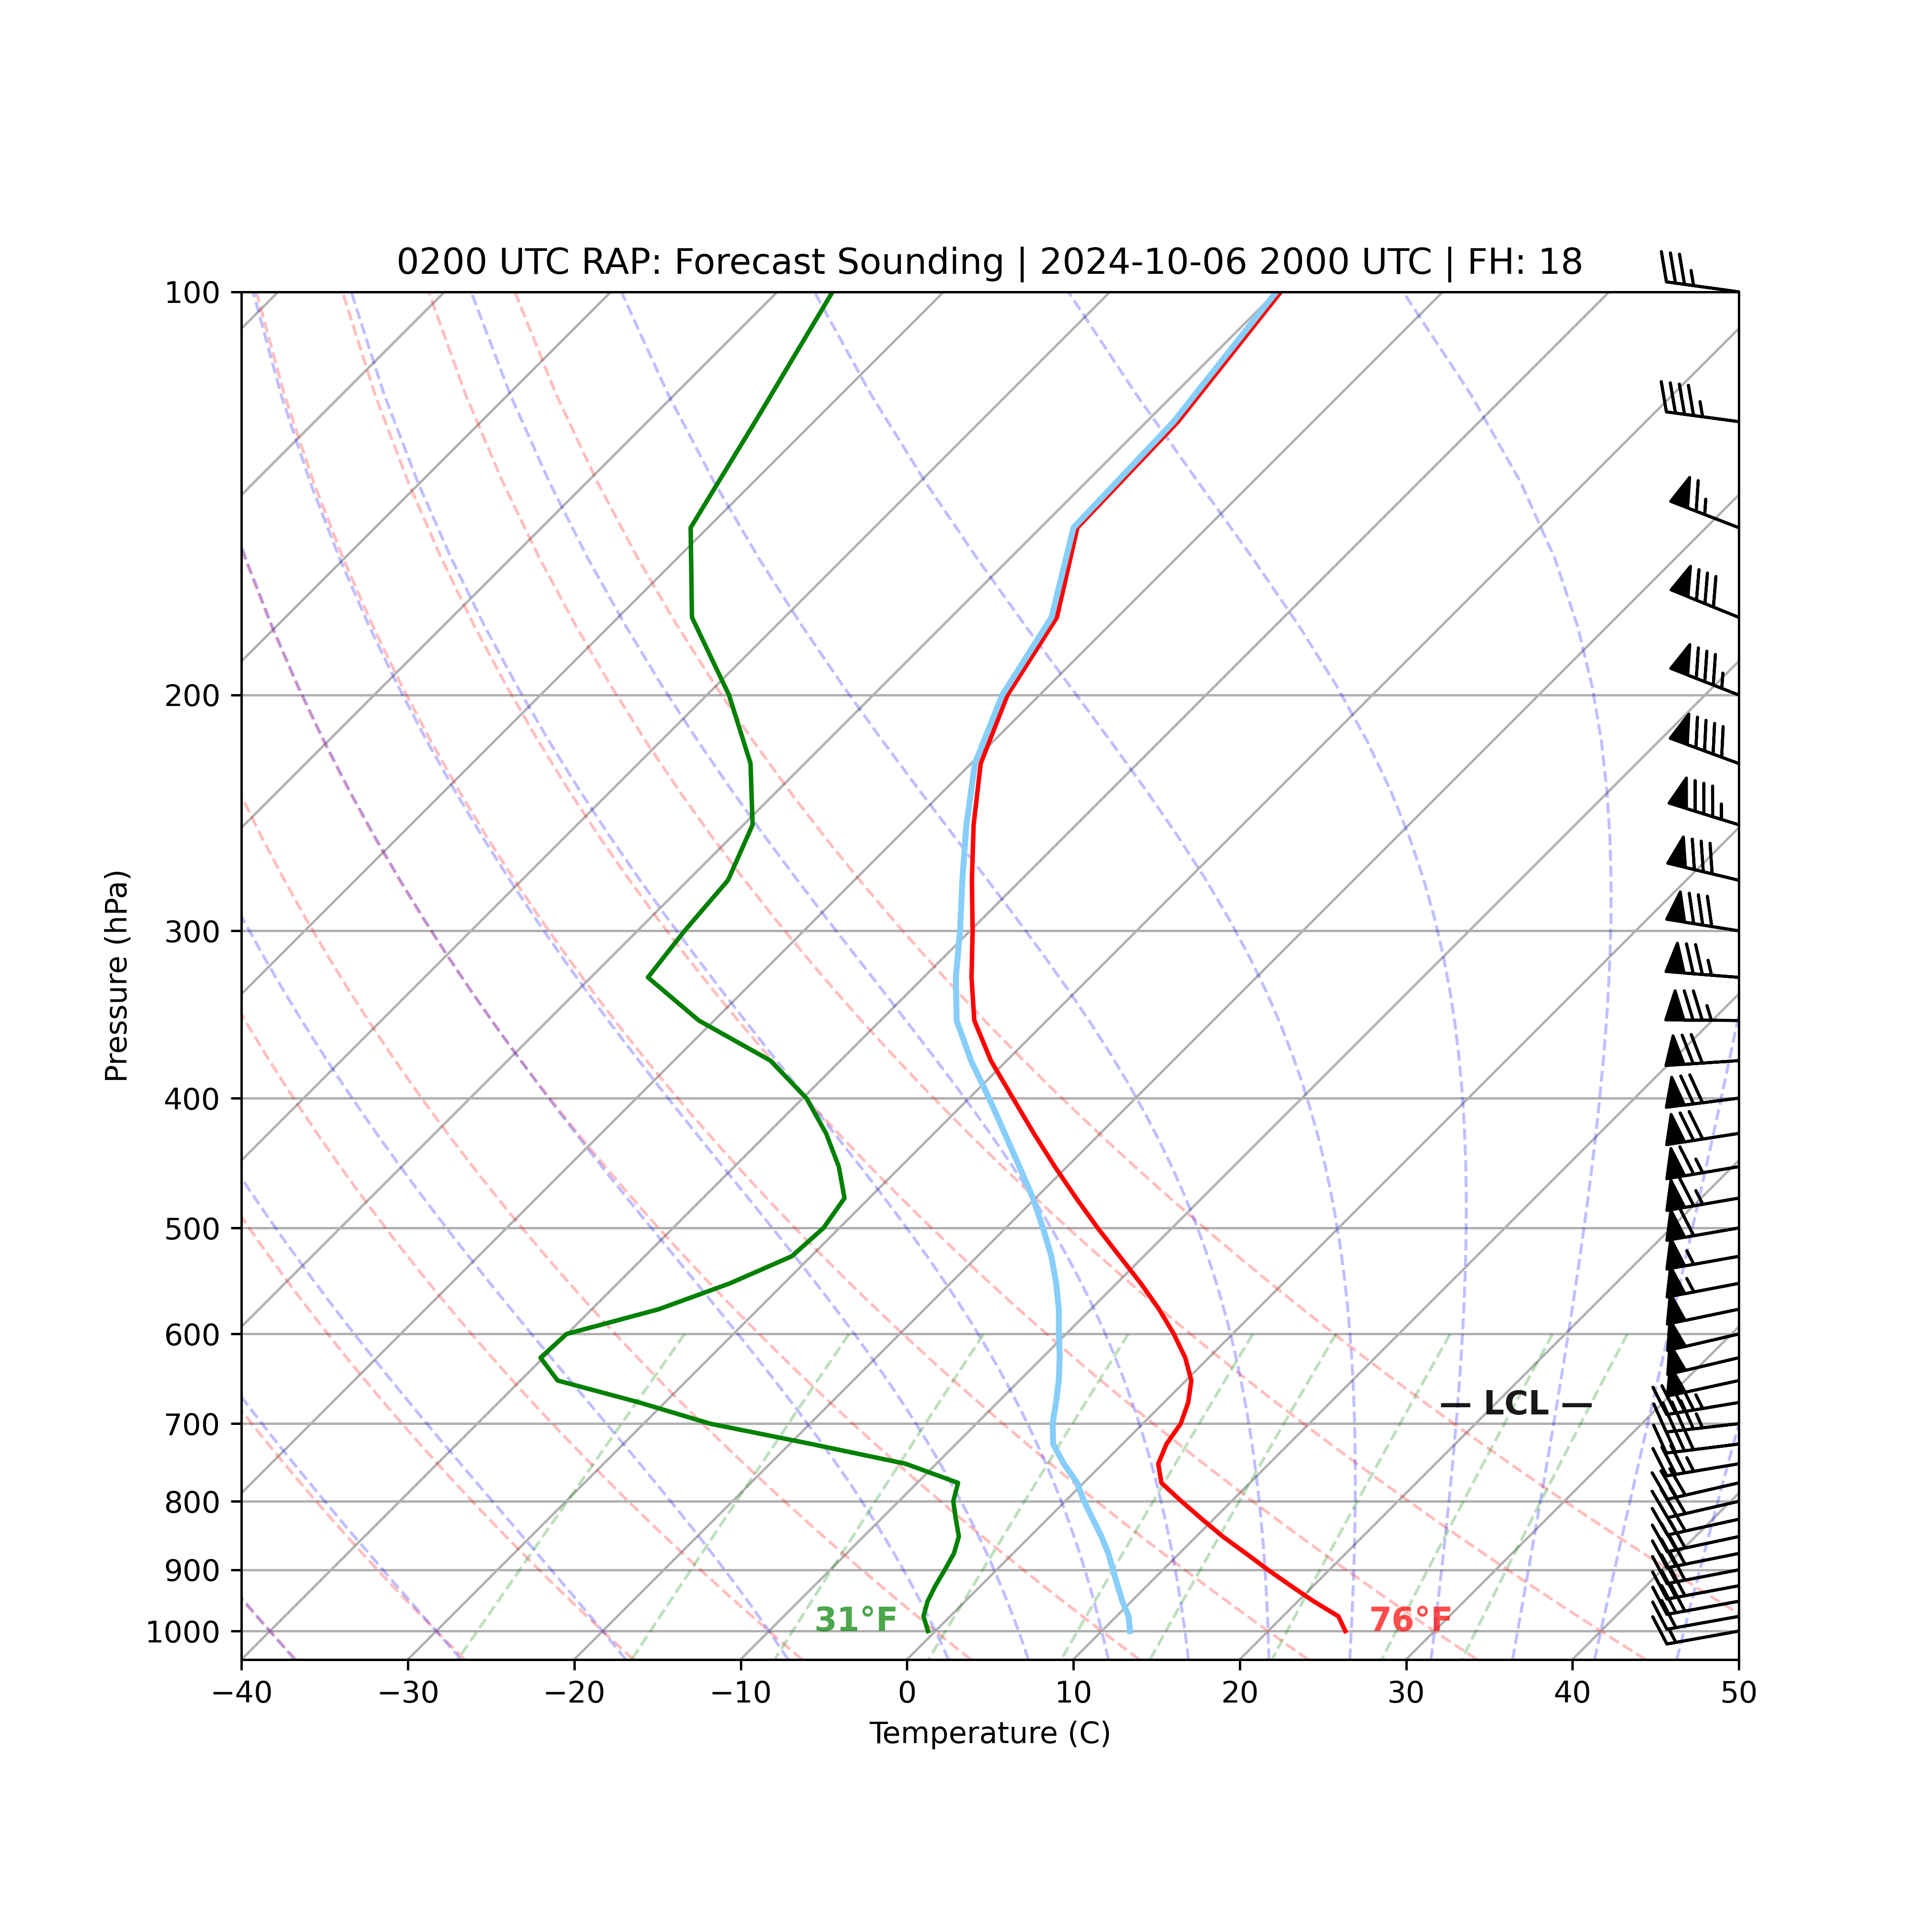 0200 UTC RAP: Forecast Sounding | 2024-10-06 2000 UTC | FH: 18
100
200
300
400
500
600
700
800
900
1000
Pressure (hPa)
— LCL —
31°F
76°F
−40 −30 −20 −10 0 10 20 30 40 50
Temperature (C)